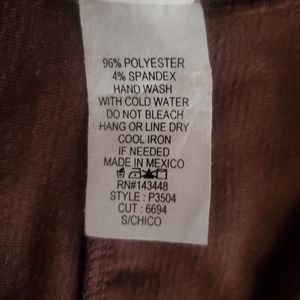 96% POLYESTER
4% SPANDEX
HAND WASH
WITH COLD WATER
DO NOT BLEACH
HANG OR LINE DRY
COOL IRON
IF NEEDED
MADE IN MEXICO
RN#143448
STYLE : P3504
CUT : 6694
S/CHICO